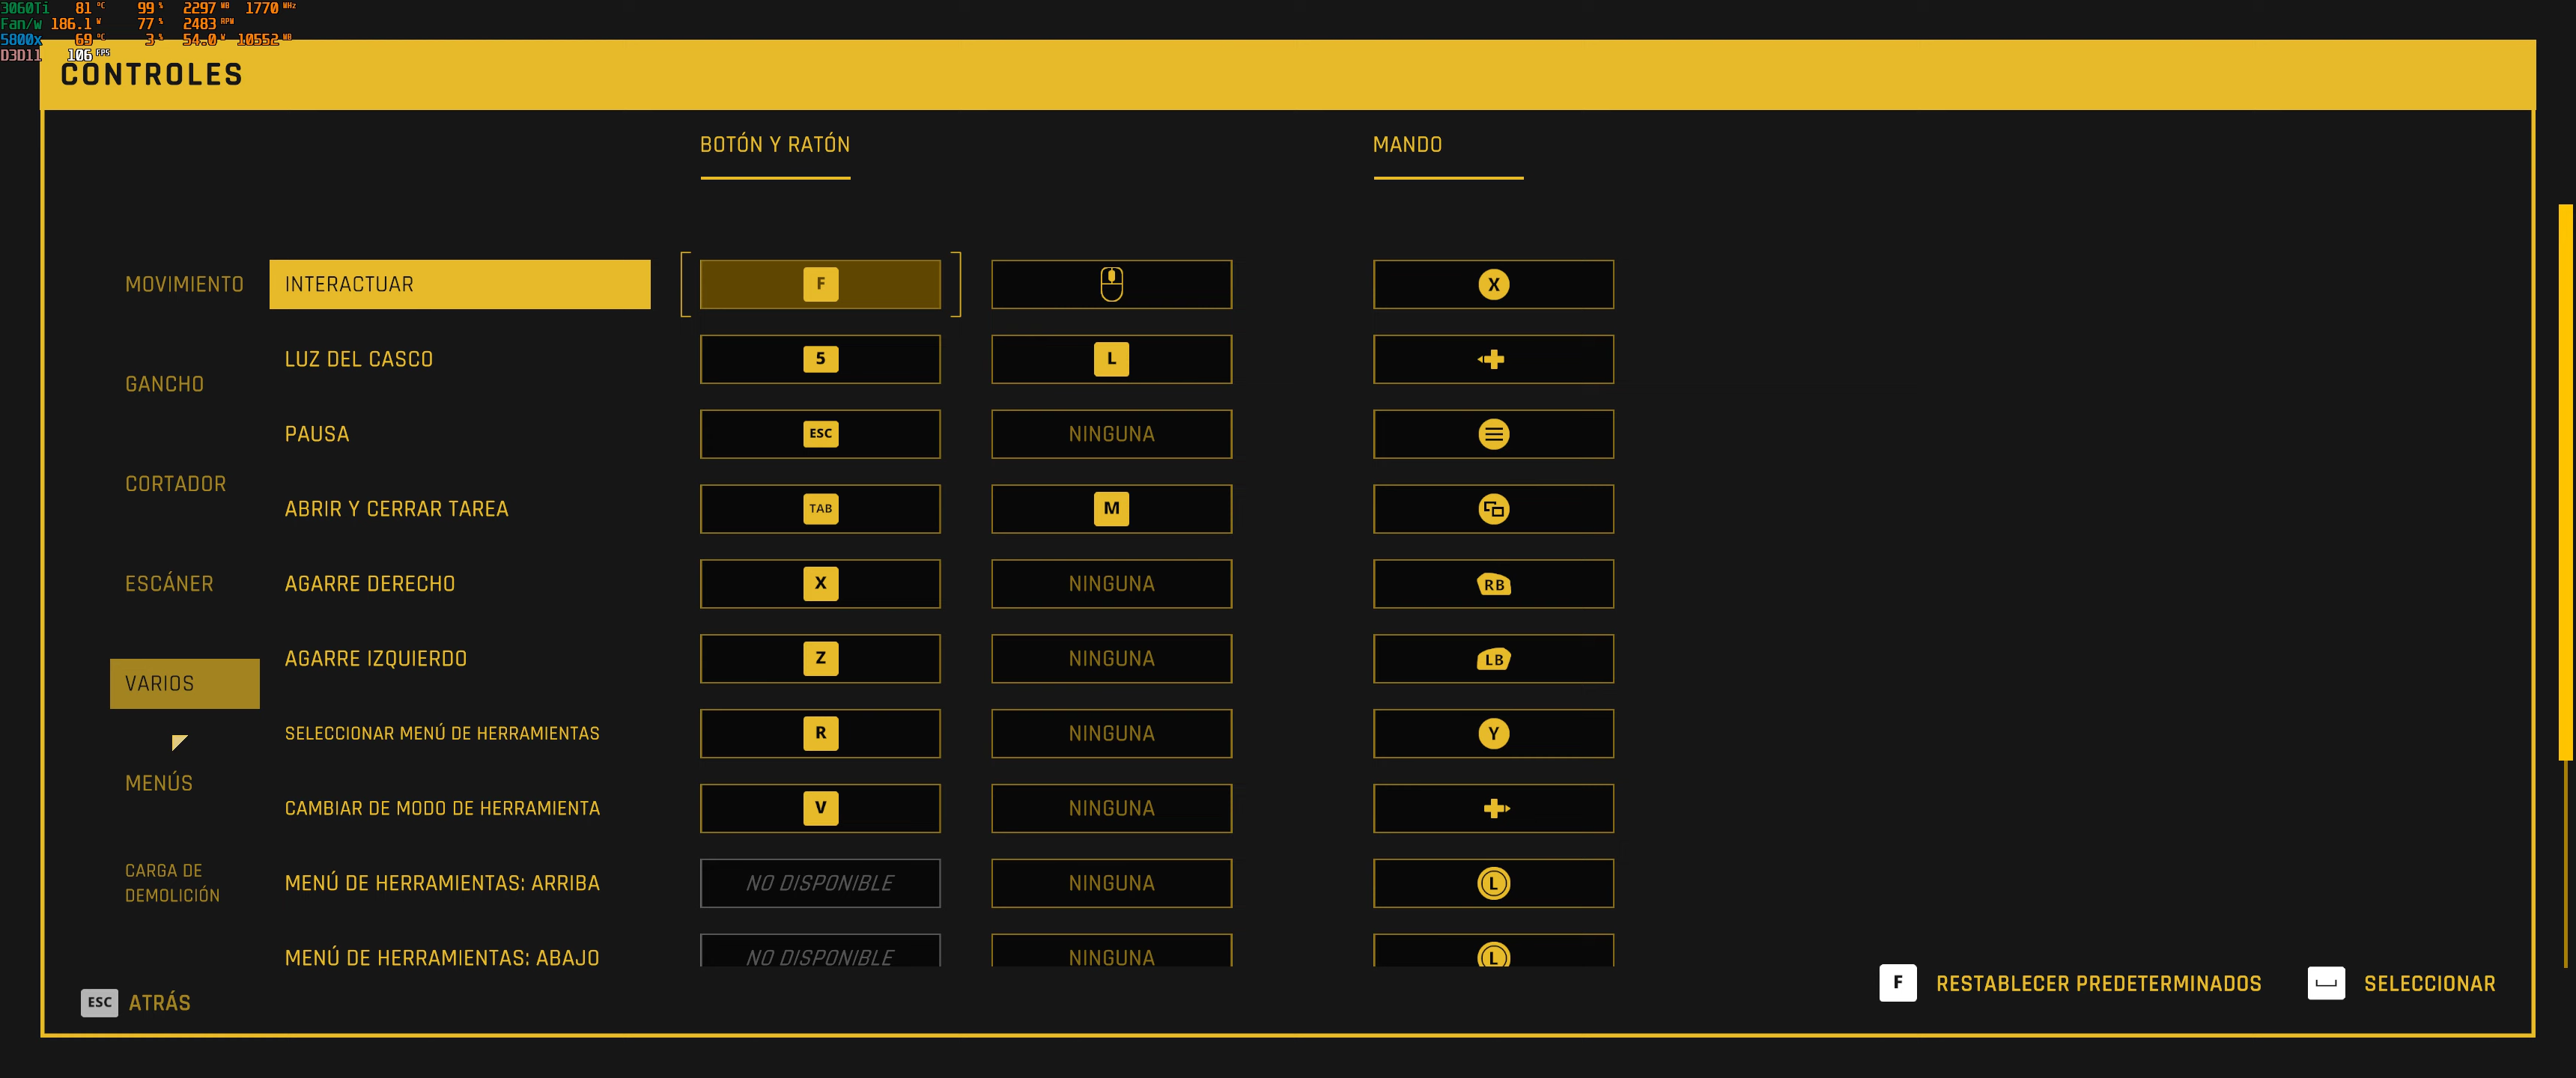 3060Ti 81 °C 99 % 2297 MB 1770 MHz
Fan/w 186.1 W 77 % 2483 RPM
5800x 69 °C 3 % 54.0 W 10552 MB
D3D11 106 FPS
CONTROLES
BOTÓN Y RATÓN MANDO
MOVIMIENTO INTERACTUAR F X
LUZ DEL CASCO 5 L
GANCHO
PAUSA ESC NINGUNA
CORTADOR
ABRIR Y CERRAR TAREA TAB M
ESCÁNER AGARRE DERECHO X NINGUNA RB
AGARRE IZQUIERDO Z NINGUNA LB
VARIOS
SELECCIONAR MENÚ DE HERRAMIENTAS R NINGUNA Y
MENÚS
CAMBIAR DE MODO DE HERRAMIENTA V NINGUNA
CARGA DE
DEMOLICIÓN
MENÚ DE HERRAMIENTAS: ARRIBA NO DISPONIBLE NINGUNA L
MENÚ DE HERRAMIENTAS: ABAJO NO DISPONIBLE NINGUNA L
ESC ATRÁS F RESTABLECER PREDETERMINADOS SELECCIONAR